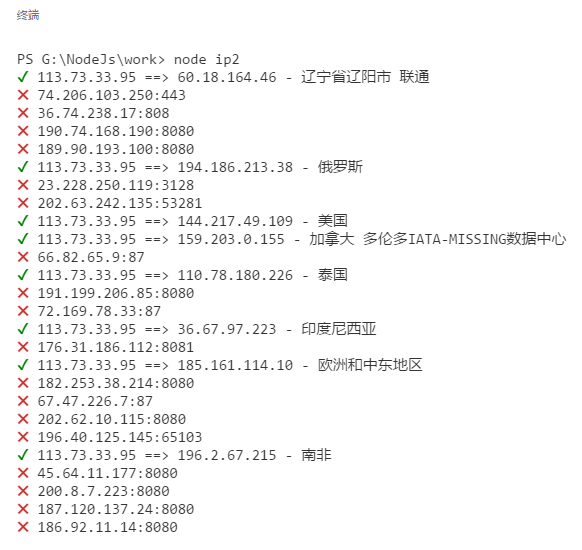 终端
PS G:\NodeJs\work> node ip2
✔ 113.73.33.95 ==> 60.18.164.46 - 辽宁省辽阳市 联通
❌ 74.206.103.250:443
❌ 36.74.238.17:808
❌ 190.74.168.190:8080
❌ 189.90.193.100:8080
✔ 113.73.33.95 ==> 194.186.213.38 - 俄罗斯
❌ 23.228.250.119:3128
❌ 202.63.242.135:53281
✔ 113.73.33.95 ==> 144.217.49.109 - 美国
✔ 113.73.33.95 ==> 159.203.0.155 - 加拿大 多伦多IATA-MISSING数据中心
❌ 66.82.65.9:87
✔ 113.73.33.95 ==> 110.78.180.226 - 泰国
❌ 191.199.206.85:8080
❌ 72.169.78.33:87
✔ 113.73.33.95 ==> 36.67.97.223 - 印度尼西亚
❌ 176.31.186.112:8081
✔ 113.73.33.95 ==> 185.161.114.10 - 欧洲和中东地区
❌ 182.253.38.214:8080
❌ 67.47.226.7:87
❌ 202.62.10.115:8080
❌ 196.40.125.145:65103
✔ 113.73.33.95 ==> 196.2.67.215 - 南非
❌ 45.64.11.177:8080
❌ 200.8.7.223:8080
❌ 187.120.137.24:8080
❌ 186.92.11.14:8080